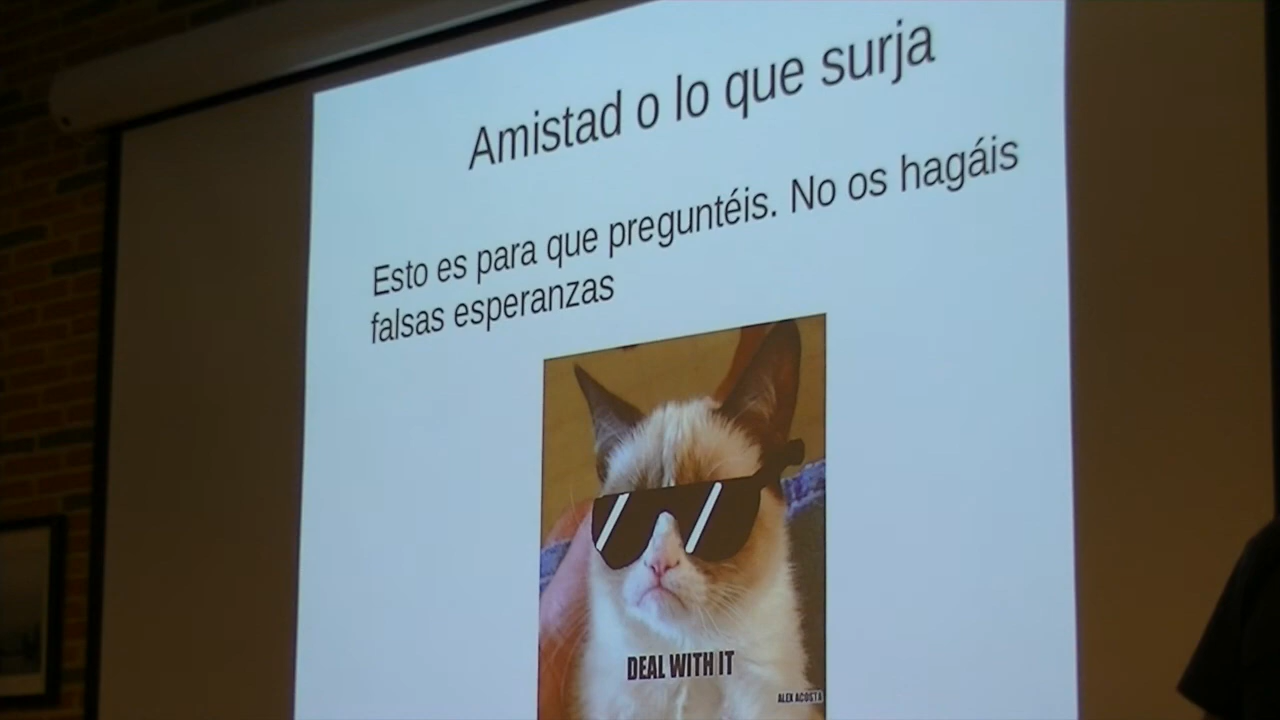 Amistad o lo que surja
Esto es para que preguntéis. No os hagáis
falsas esperanzas
DEAL WITH IT
ALEX ACOSTA